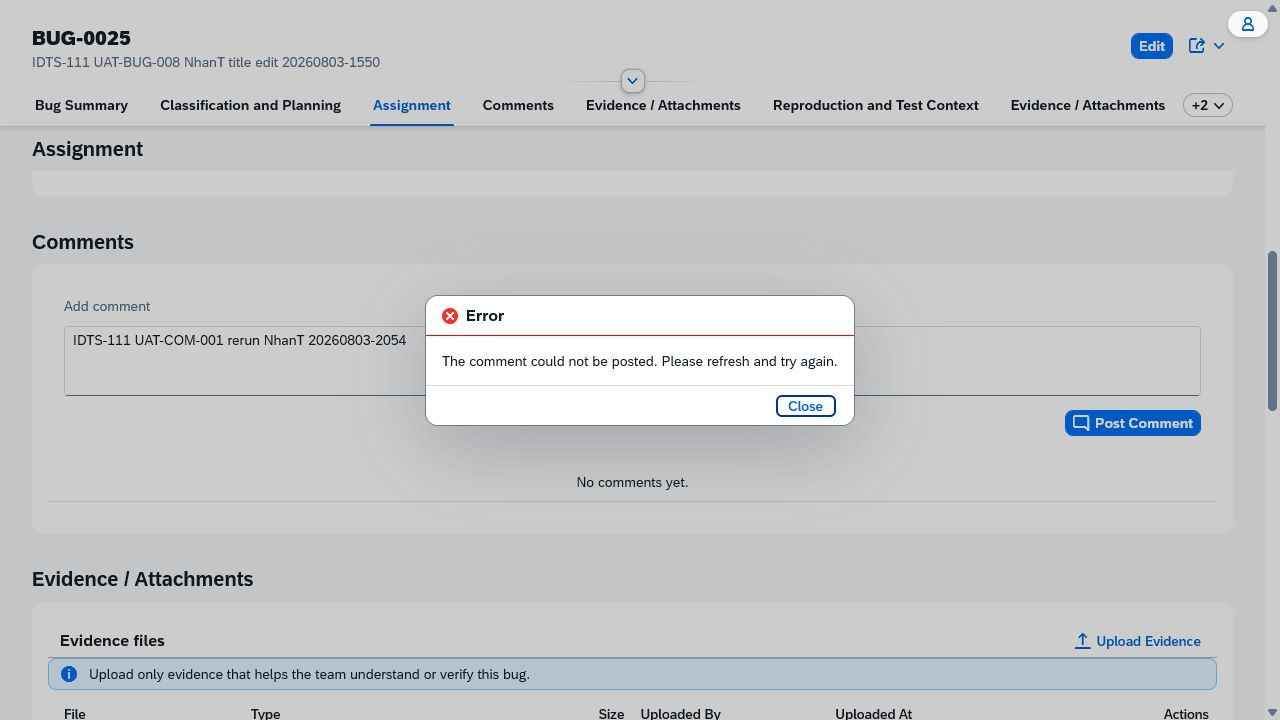 BUG-0025
IDTS-111 UAT-BUG-008 NhanT title edit 20260803-1550
Edit
Bug Summary
Classification and Planning
Assignment
Comments
Evidence / Attachments
Reproduction and Test Context
Evidence / Attachments
+2
Assignment
Comments
Add comment
IDTS-111 UAT-COM-001 rerun NhanT 20260803-2054
Error
The comment could not be posted. Please refresh and try again.
Close
Post Comment
No comments yet.
Evidence / Attachments
Evidence files
Upload Evidence
Upload only evidence that helps the team understand or verify this bug.
File
Type
Size
Uploaded By
Uploaded At
Actions